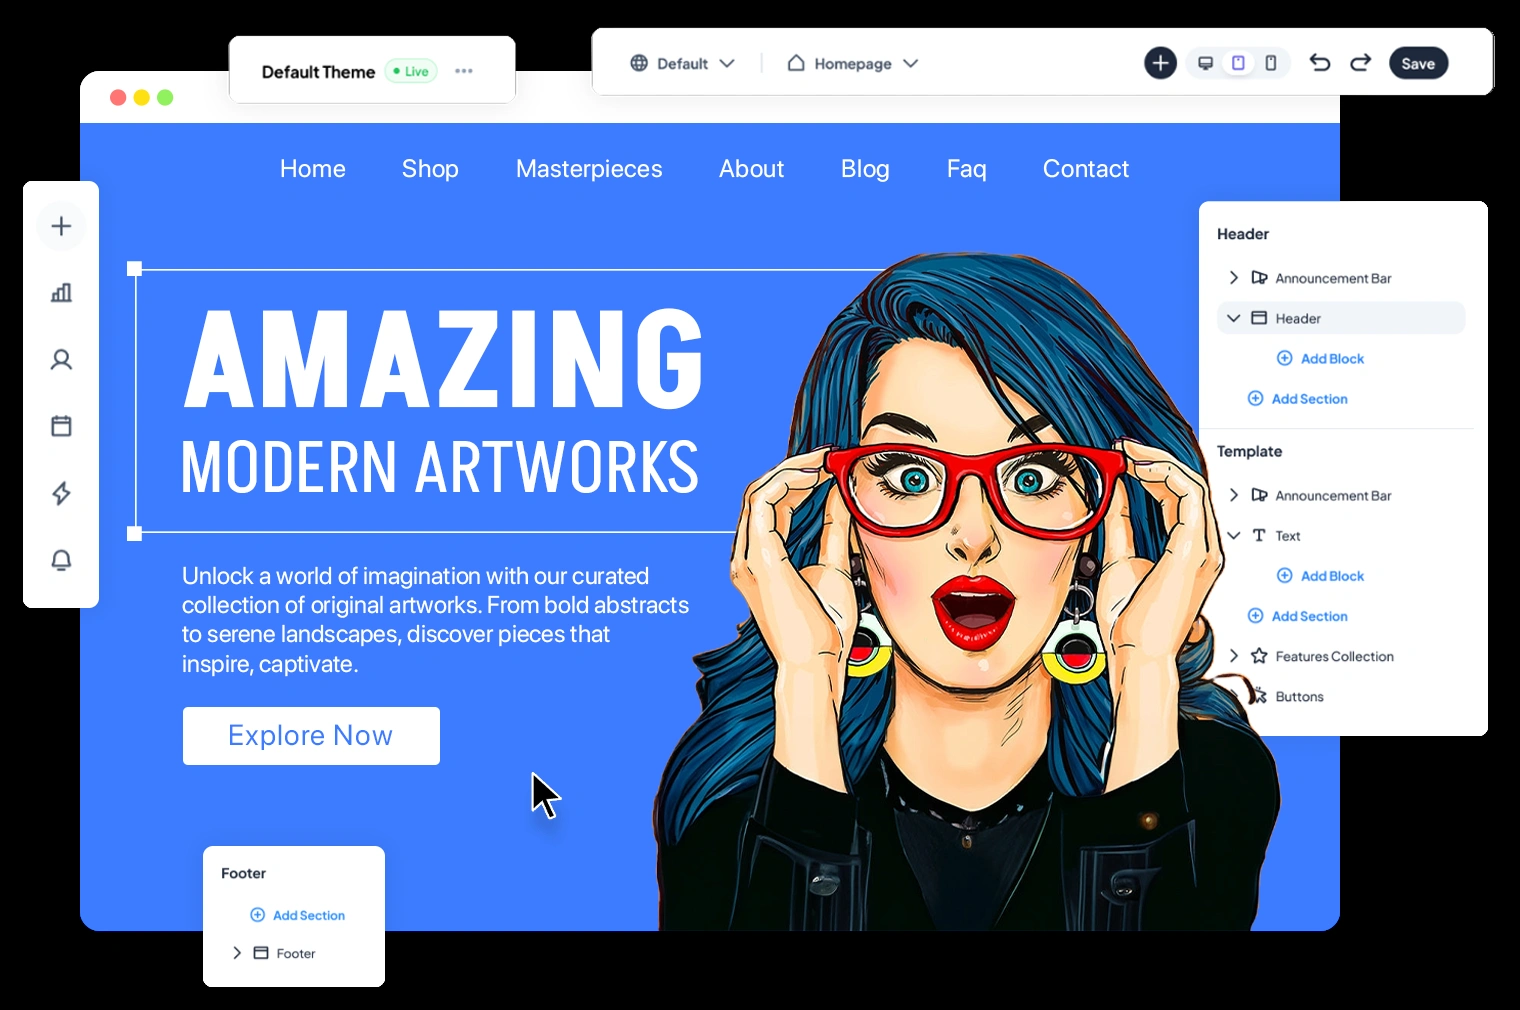 Default Theme
Live
Default
Homepage
Save
Home Shop Masterpieces About Blog Faq Contact
AMAZING
MODERN ARTWORKS
Unlock a world of imagination with our curated
collection of original artworks. From bold abstracts
to serene landscapes, discover pieces that
inspire, captivate.
Explore Now
Header
Announcement Bar
Header
Add Block
Add Section
Template
Announcement Bar
Text
Add Block
Add Section
Features Collection
Buttons
Footer
Add Section
Footer